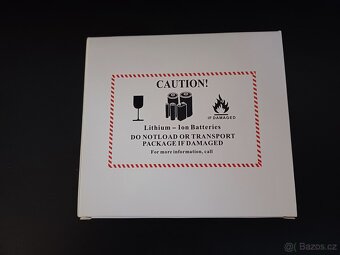 CAUTION!
IF DAMAGED
Lithium – Ion Batteries
DO NOTLOAD OR TRANSPORT
PACKAGE IF DAMAGED
For more information, call
Bazos.cz